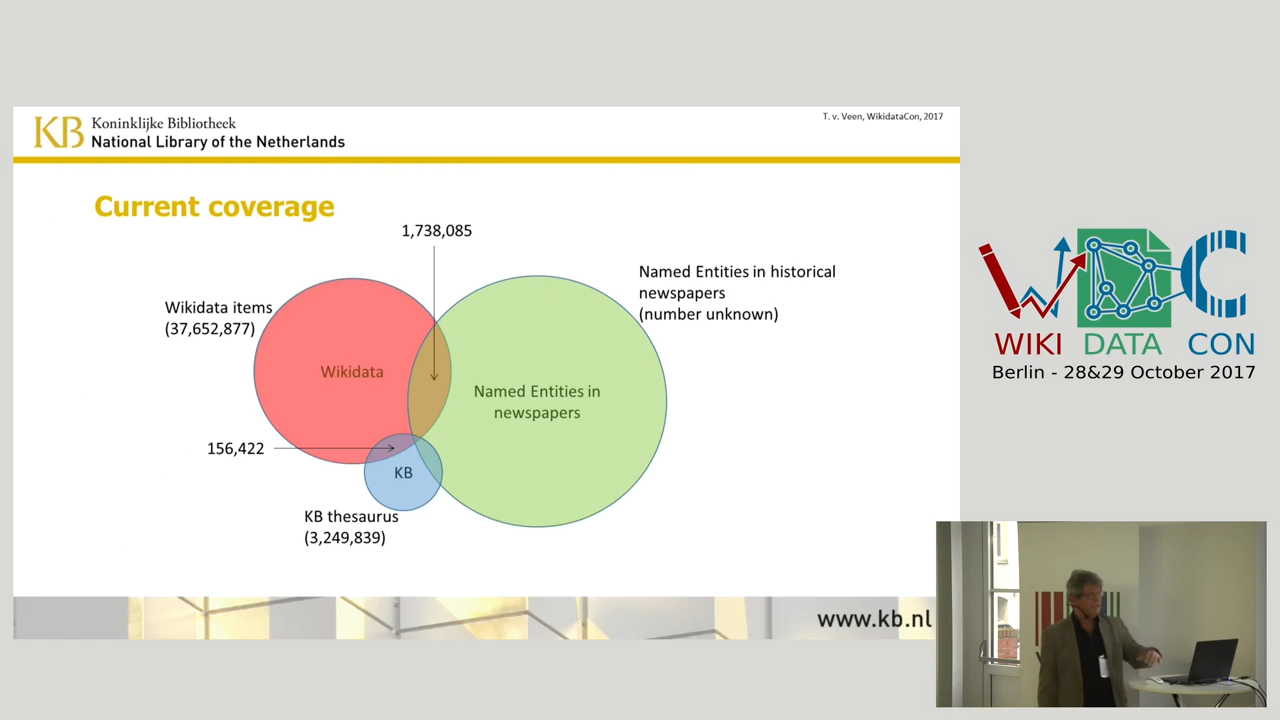 KB
Koninklijke Bibliotheek
National Library of the Netherlands
T. v. Veen, WikidataCon, 2017
Current coverage
1,738,085
Named Entities in historical
newspapers
(number unknown)
Wikidata items
(37,652,877)
Wikidata
Named Entities in
newspapers
156,422
KB
KB thesaurus
(3,249,839)
www.kb.nl
WDC
WIKI DATA CON
Berlin - 28&29 October 2017